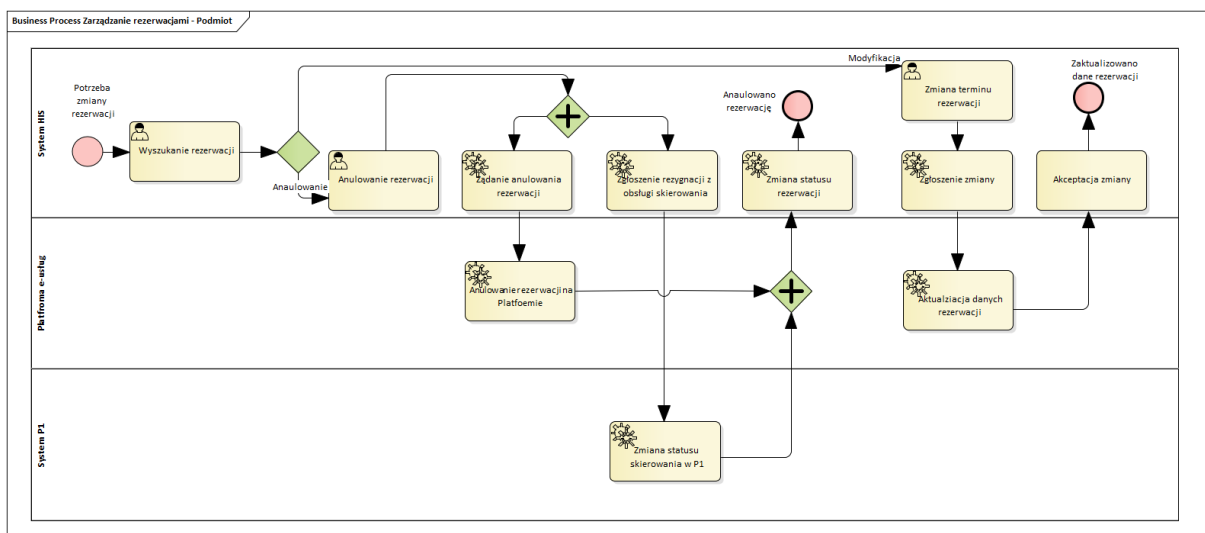 Business Process Zarządzanie rezerwacjami - Podmiot
System HIS
Potrzeba
zmiany
rezerwacji
Wyszukanie rezerwacji
Anaulowanie
Modyfikacja
Anulowanie rezerwacji
Żądanie anulowania
rezerwacji
Zgłoszenie rezygnacji z
obsługi skierowania
Anaulowano
rezerwację
Zmiana statusu
rezerwacji
Zmiana terminu
rezerwacji
Zgłoszenie zmiany
Zaktualizowano
dane rezerwacji
Akceptacja zmiany
Platfroma e-usług
Anulowanie rezerwacji na
Platfoemie
Aktualziacja danych
rezerwacji
System P1
Zmiana statusu
skierowania w P1